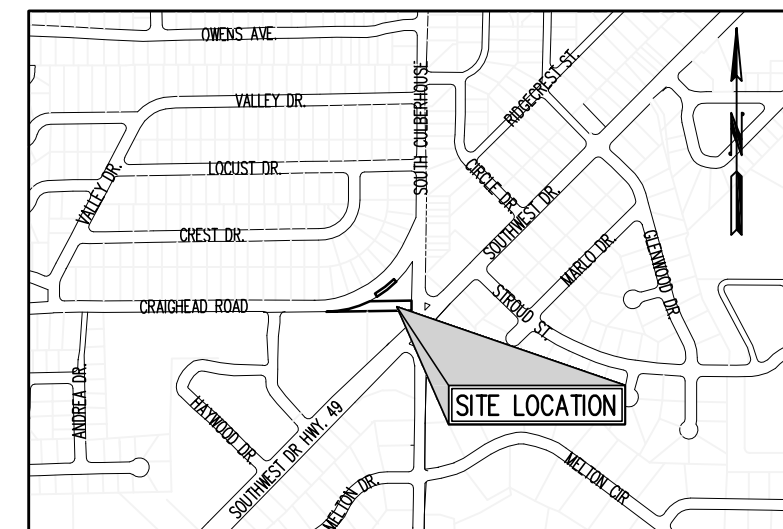 OWENS AVE.
VALLEY DR.
SOUTH CULBERHOUSE
RIDGECREST ST.
N
LOCUST DR.
VALLEY DR.
CIRCLE DR.
SOUTHWEST DR.
CREST DR.
MARLO DR.
GLENWOOD DR
CRAIGHEAD ROAD
STROUD ST.
ANDREA DR.
HAYWOOD DR
SITE LOCATION
SOUTHWEST DR HWY. 49
MELTON DR.
MELTON CIR